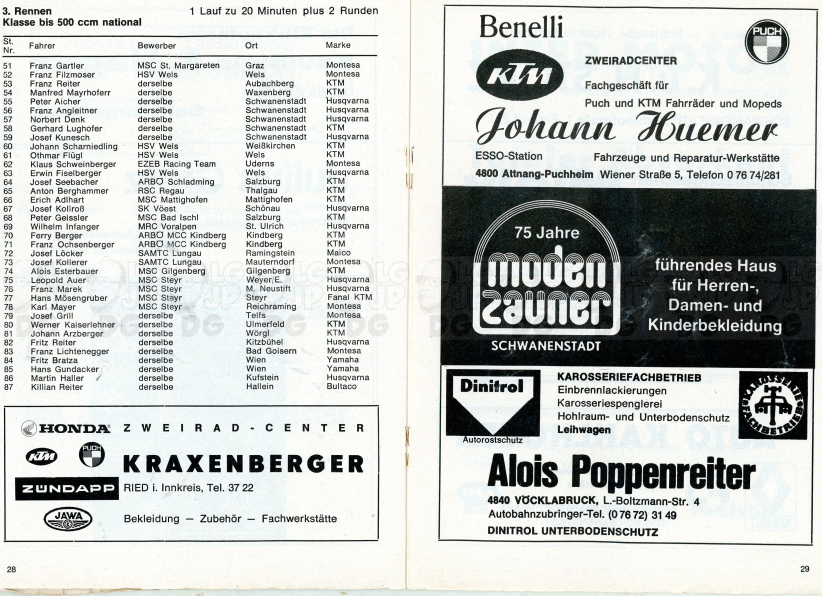 3. Rennen 1 Lauf zu 20 Minuten plus 2 Runden
Klasse bis 500 ccm national
St. Nr. Fahrer Bewerber Ort Marke
51 Franz Gartler MSC St. Margareten Graz Montesa
52 Franz Filzmoser HSV Wels Wels Montesa
53 Franz Reiter derselbe Aubachberg KTM
54 Manfred Mayrhoferr derselbe Waxenberg KTM
55 Peter Aicher derselbe Schwanenstadt Husqvarna
56 Franz Angleitner derselbe Schwanenstadt Husqvarna
57 Norbert Denk derselbe Schwanenstadt Husqvarna
58 Gerhard Lughofer derselbe Schwanenstadt KTM
59 Josef Kunesch derselbe Schwanenstadt Husqvarna
60 Johann Scharniedling HSV Wels Weißkirchen KTM
61 Othmar Flügl HSV Wels Wels KTM
62 Klaus Schweinberger EZEB Racing Team Uderns Montesa
63 Erwin Fiselberger HSV Wels Wels Husqvarna
64 Josef Seebacher ARBÖ Schladming Salzburg KTM
65 Anton Berghammer RSC Regau Thalgau KTM
66 Erich Adlhart MSC Mattighofen Mattighofen KTM
67 Josef Kollroß SK Vöest Schönau Husqvarna
68 Peter Geissler MSC Bad Ischl Salzburg KTM
69 Wilhelm Infanger MRC Voralpen St. Ulrich Husqvarna
70 Ferry Berger ARBÖ MCC Kindberg Kindberg KTM
71 Franz Ochsenberger ARBÖ MCC Kindberg Kindberg KTM
72 Josef Löcker SAMTC Lungau Ramingstein Maico
73 Josef Kollerer SAMTC Lungau Mauterndorf Montesa
74 Alois Esterbauer MSC Gilgenberg Gilgenberg KTM
75 Leopold Auer MSC Steyr Weyer/E. Husqvarna
76 Franz Marek MSC Steyr M. Neustift Husqvarna
77 Hans Mösengruber MSC Steyr Steyr Fanal KTM
78 Karl Mayer MSC Steyr Reichraming Montesa
79 Josef Grill derselbe Telfs Montesa
80 Werner Kaiserlehner derselbe Ulmerfeld KTM
81 Johann Arzberger derselbe Wörgl KTM
82 Fritz Reiter derselbe Kitzbühel Husqvarna
83 Franz Lichtenegger derselbe Bad Goisern Montesa
84 Fritz Bratza derselbe Wien Yamaha
85 Hans Gundacker derselbe Wien Yamaha
86 Martin Haller derselbe Kufstein Husqvarna
87 Killian Reiter derselbe Hallein Bultaco
HONDA ZWEIRAD-CENTER
KTM PUCH
KRAXENBERGER
ZÜNDAPP RIED i. Innkreis, Tel. 37 22
JAWA
Bekleidung — Zubehör — Fachwerkstätte
28
Benelli
PUCH
KTM
ZWEIRADCENTER
Fachgeschäft für
Puch und KTM Fahrräder und Mopeds
Johann Huemer
ESSO-Station Fahrzeuge und Reparatur-Werkstätte
4800 Attnang-Puchheim Wiener Straße 5, Telefon 0 76 74/281
75 Jahre
moden
zauner
SCHWANENSTADT
führendes Haus
für Herren-,
Damen- und
Kinderbekleidung
Dinitrol
Autorostschutz
KAROSSERIEFACHBETRIEB
Einbrennlackierungen
Karosseriespenglerei
Hohlraum- und Unterbodenschutz
Leihwagen
Alois Poppenreiter
4840 VÖCKLABRUCK, L.-Boltzmann-Str. 4
Autobahnzubringer-Tel. (0 76 72) 31 49
DINITROL UNTERBODENSCHUTZ
29